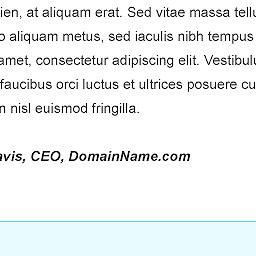 ien, at aliquam erat. Sed vitae massa tellu
o aliquam metus, sed iaculis nibh tempus
amet, consectetur adipiscing elit. Vestibulu
faucibus orci luctus et ultrices posuere cu
n nisl euismod fringilla.
avis, CEO, DomainName.com